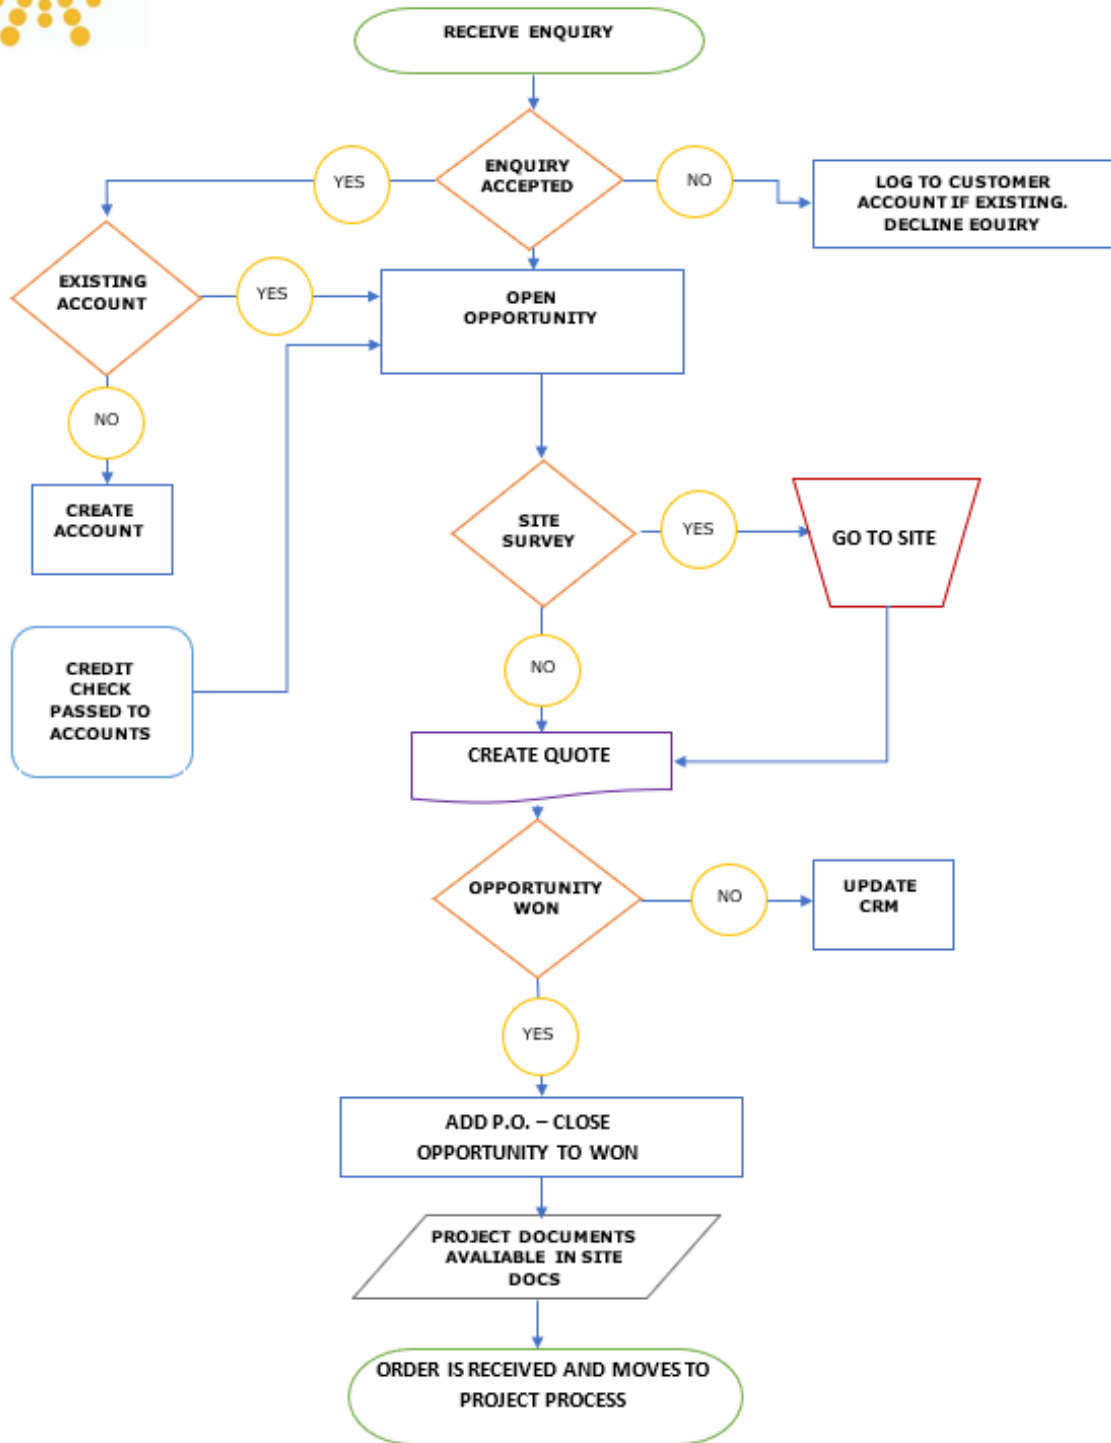 RECEIVE ENQUIRY
ENQUIRY
ACCEPTED
YES
NO
LOG TO CUSTOMER
ACCOUNT IF EXISTING.
DECLINE EQUIRY
EXISTING
ACCOUNT
YES
OPEN
OPPORTUNITY
NO
CREATE
ACCOUNT
SITE
SURVEY
YES
GO TO SITE
NO
CREDIT
CHECK
PASSED TO
ACCOUNTS
CREATE QUOTE
OPPORTUNITY
WON
NO
UPDATE
CRM
YES
ADD P.O. – CLOSE
OPPORTUNITY TO WON
PROJECT DOCUMENTS
AVALIABLE IN SITE
DOCS
ORDER IS RECEIVED AND MOVES TO
PROJECT PROCESS